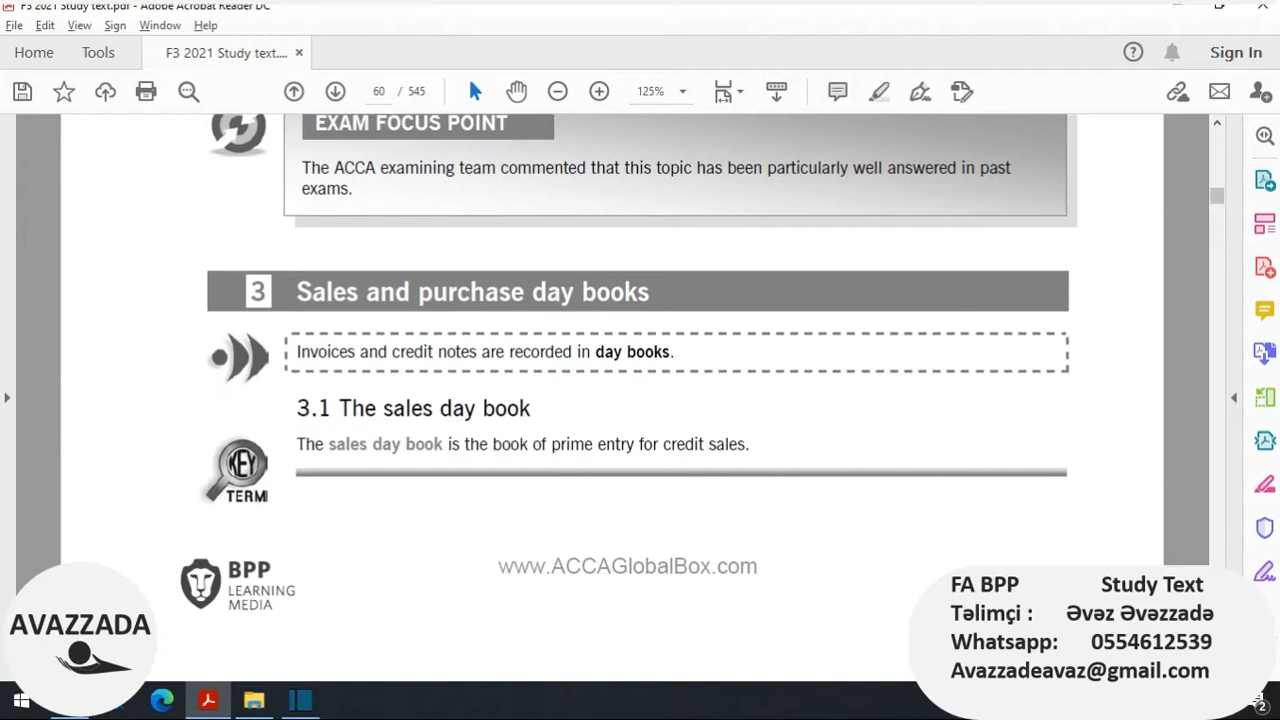 F3 2021 Study text.pdf - Adobe Acrobat Reader DC
File Edit View Sign Window Help
Home Tools F3 2021 Study text.... × Sign In
60 / 545 125%
EXAM FOCUS POINT
The ACCA examining team commented that this topic has been particularly well answered in past
exams.
3 Sales and purchase day books
Invoices and credit notes are recorded in day books.
3.1 The sales day book
The sales day book is the book of prime entry for credit sales.
KEY
TERM
BPP
LEARNING
MEDIA
www.ACCAGlobalBox.com
AVAZZADA
FA BPP Study Text
Təlimçi : Əvəz Əvəzzadə
Whatsapp: 0554612539
Avazzadeavaz@gmail.com
2